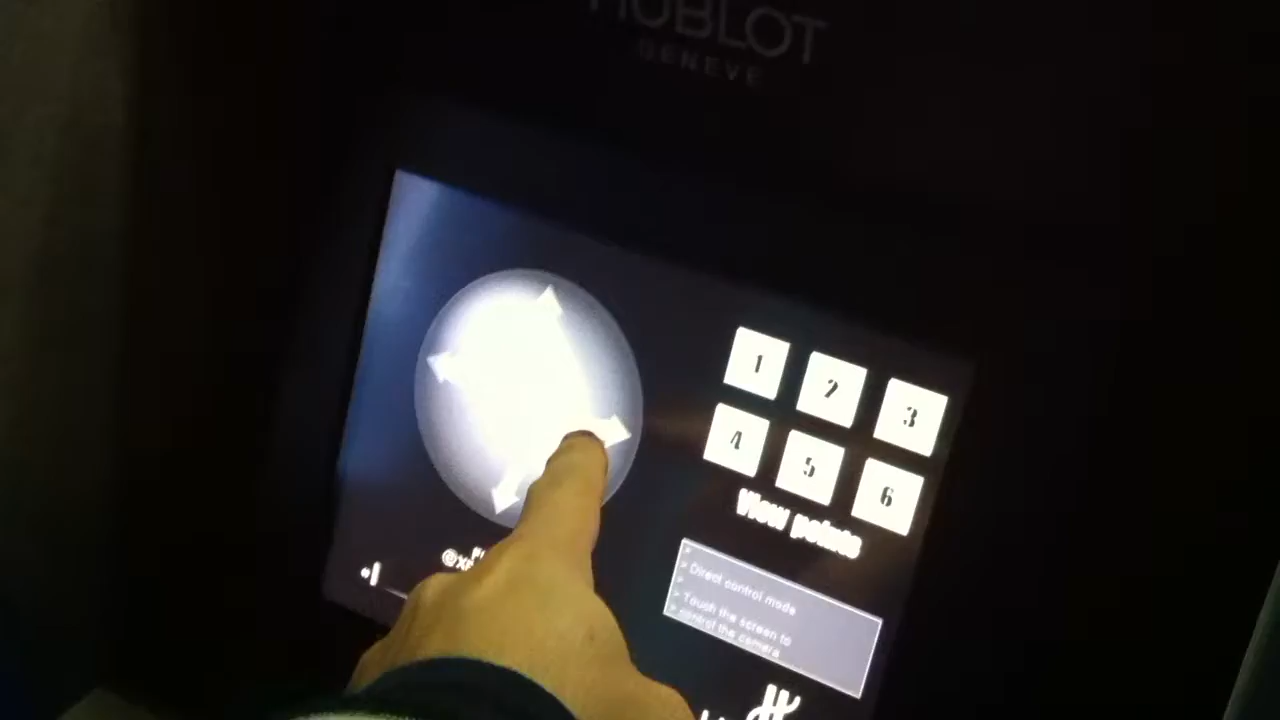 HUBLOT
GENEVE
1 2 3
4 5 6
View points
> Direct control mode
> Touch the screen to
> control the camera
H